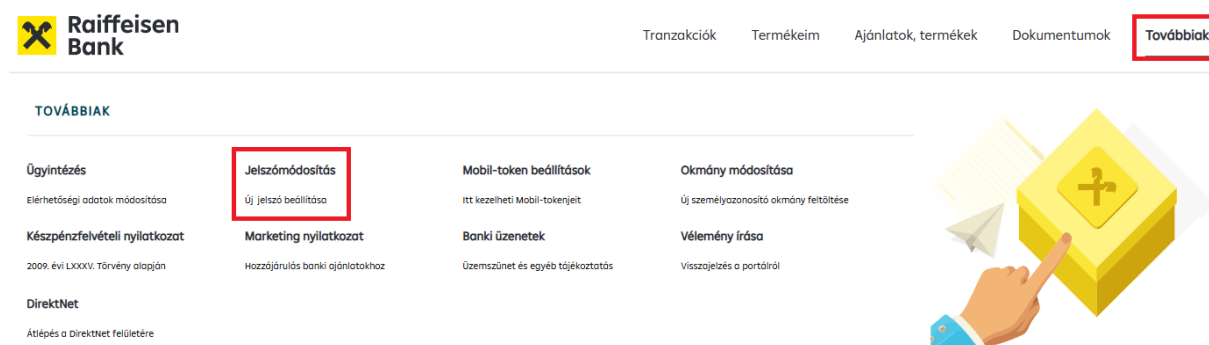 Raiffeisen
Bank
Tranzakciók Termékeim Ajánlatok, termékek Dokumentumok Továbbiak
TOVÁBBIAK
Ügyintézés Jelszómódosítás Mobil-token beállítások Okmány módosítása
Elérhetőségi adatok módosítása Új jelszó beállítása Itt kezelheti Mobil-tokenjeit Új személyazonosító okmány feltöltése
Készpénzfelvételi nyilatkozat Marketing nyilatkozat Banki üzenetek Vélemény írása
2009. évi LXXXV. Törvény alapján Hozzájárulás banki ajánlatokhoz Üzemszünet és egyéb tájékoztatás Visszajelzés a portálról
DirektNet
Átlépés a DirektNet felületére